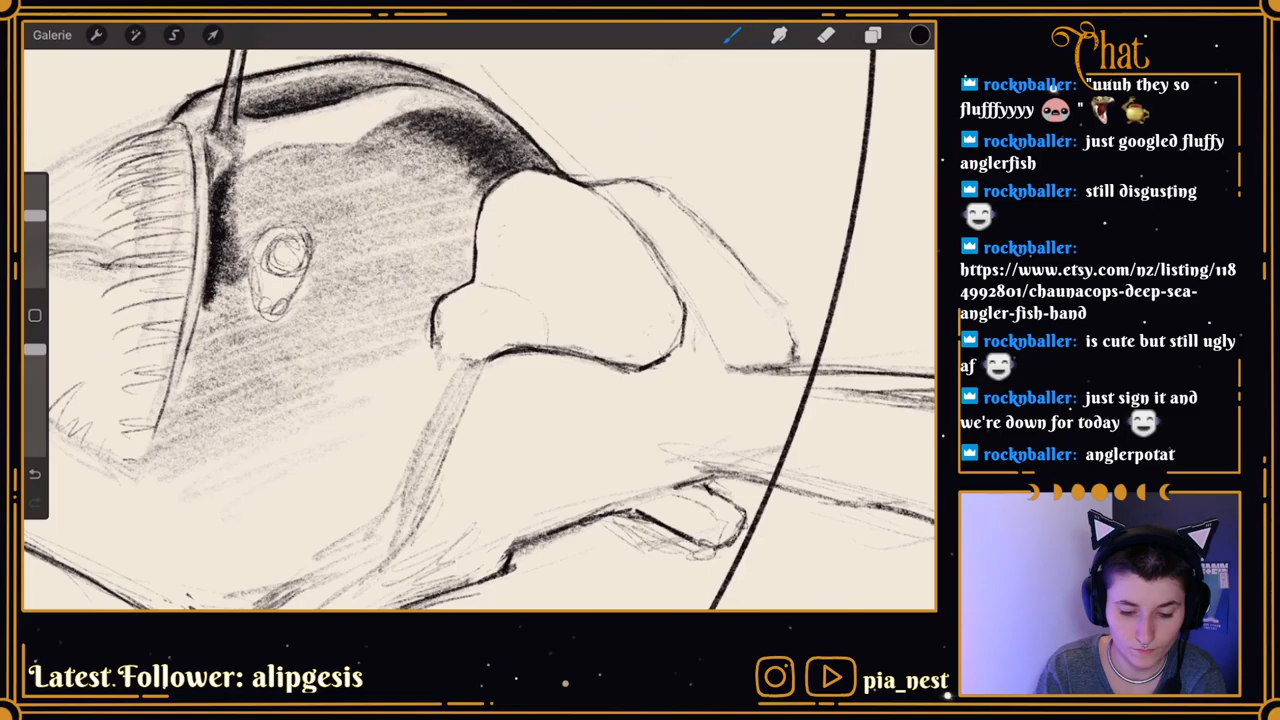 Galerie
Chat
rocknballer: "uuuh they so
flufffyyyy "
rocknballer: just googled fluffy
anglerfish
rocknballer: still disgusting
rocknballer:
https://www.etsy.com/nz/listing/118
4992801/chaunacops-deep-sea-
angler-fish-hand
rocknballer: is cute but still ugly
af
rocknballer: just sign it and
we're down for today
rocknballer: anglerpotat
Latest Follower: alipgesis
pia_nest